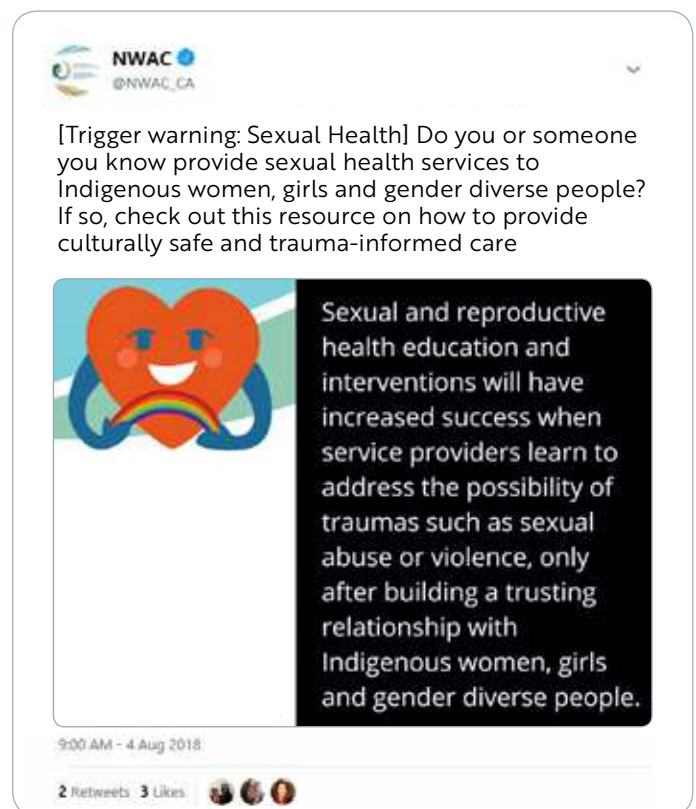 NWAC
@NWAC_CA
[Trigger warning: Sexual Health] Do you or someone
you know provide sexual health services to
Indigenous women, girls and gender diverse people?
If so, check out this resource on how to provide
culturally safe and trauma-informed care
Sexual and reproductive
health education and
interventions will have
increased success when
service providers learn to
address the possibility of
traumas such as sexual
abuse or violence, only
after building a trusting
relationship with
Indigenous women, girls
and gender diverse people.
9:00 AM - 4 Aug 2018
2 Retweets 3 Likes